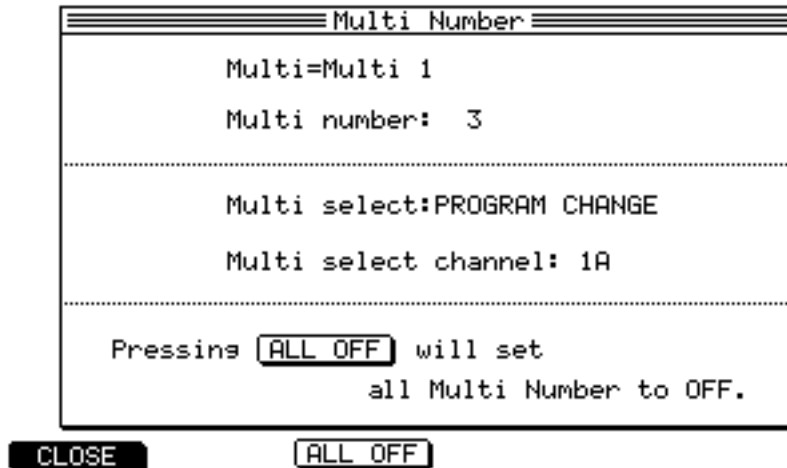 Multi Number
Multi=Multi 1
Multi number: 3
Multi select:PROGRAM CHANGE
Multi select channel: 1A
Pressing ALL OFF will set
all Multi Number to OFF.
CLOSE ALL OFF